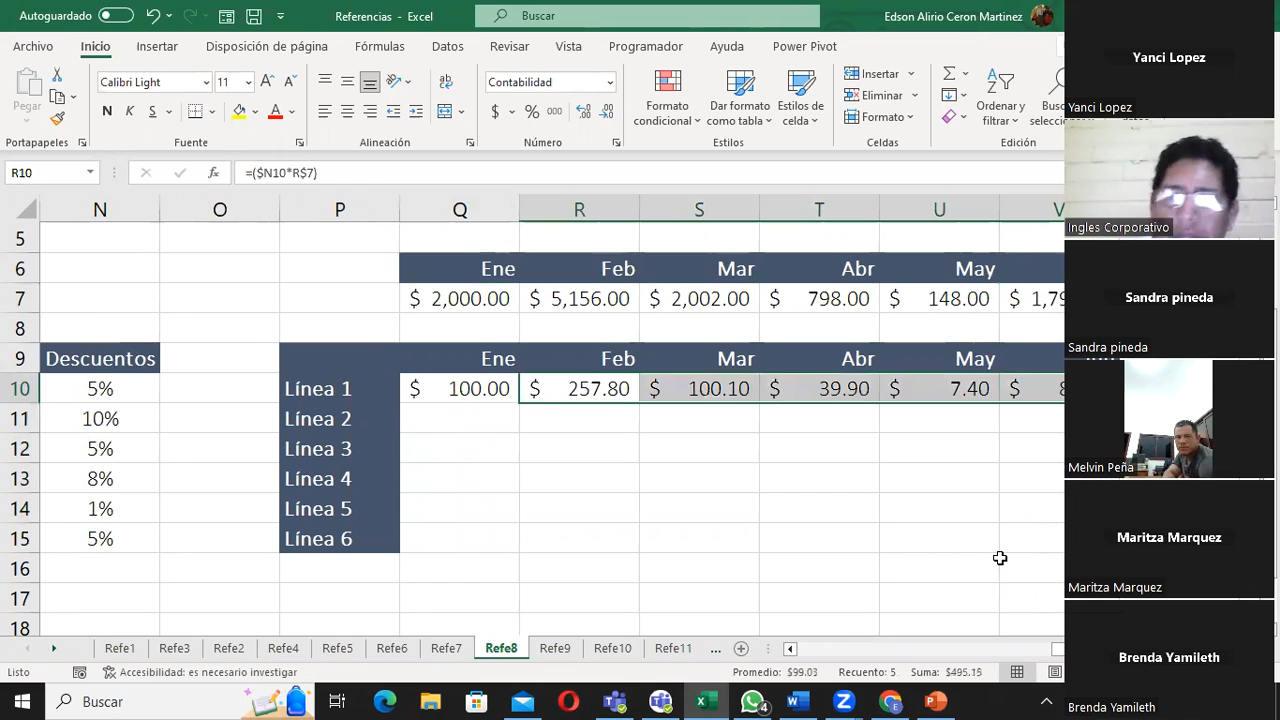 Autoguardado
Referencias - Excel
Buscar
Edson Alirio Ceron Martinez
Archivo Inicio Insertar Disposición de página Fórmulas Datos Revisar Vista Programador Ayuda Power Pivot
Pegar
Calibri Light 11
N K S
Contabilidad
$ % 000
Formato condicional
Dar formato como tabla
Estilos de celda
Insertar
Eliminar
Formato
Ordenar y filtrar
Portapapeles Fuente Alineación Número Estilos Celdas Edición
R10 fx =($N10*R$7)
N O P Q R S T U V
5
6 Ene Feb Mar Abr May
7 $ 2,000.00 $ 5,156.00 $ 2,002.00 $ 798.00 $ 148.00 $ 1,79
8
9 Descuentos Ene Feb Mar Abr May
10 5% Línea 1 $ 100.00 $ 257.80 $ 100.10 $ 39.90 $ 7.40 $ 8
11 10% Línea 2
12 5% Línea 3
13 8% Línea 4
14 1% Línea 5
15 5% Línea 6
16
17
18
Refe1 Refe3 Refe2 Refe4 Refe5 Refe6 Refe7 Refe8 Refe9 Refe10 Refe11 ...
Listo Accesibilidad: es necesario investigar Promedio: $99.03 Recuento: 5 Suma: $495.18
Buscar
4
Yanci Lopez
Yanci Lopez
Ingles Corporativo
Sandra pineda
Sandra pineda
Melvin Peña
Maritza Marquez
Maritza Marquez
Brenda Yamileth
Brenda Yamileth